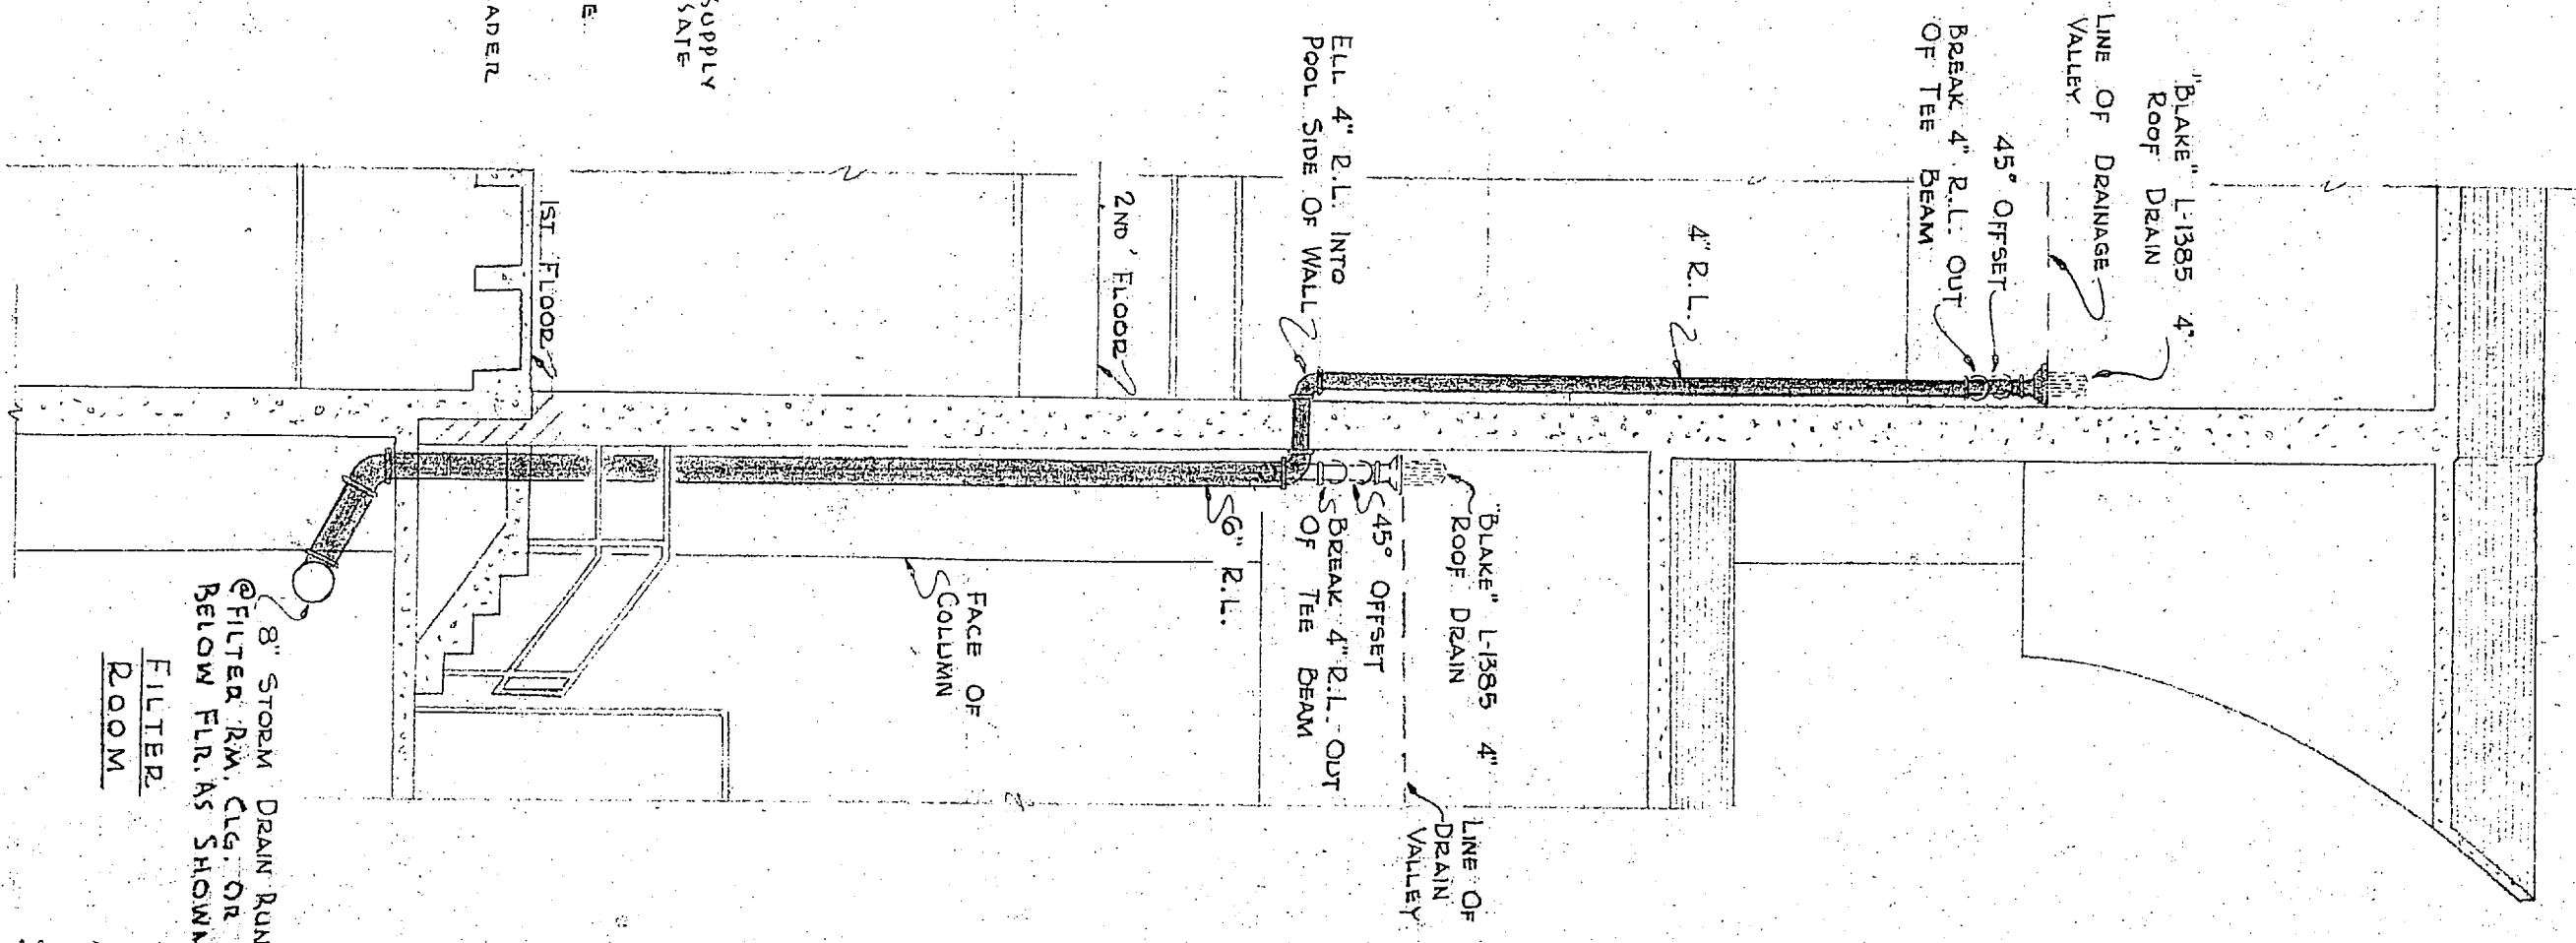 "BLAKE" L-1385 4"
ROOF DRAIN
LINE OF DRAINAGE
VALLEY
45° OFFSET
BREAK 4" R.L. OUT
OF TEE BEAM
4" R.L.
ELL 4" R.L. INTO
POOL SIDE OF WALL
2ND FLOOR
1ST FLOOR
SUPPLY
"BLAKE" L-1385 4"
ROOF DRAIN
LINE OF
DRAIN
VALLEY
45° OFFSET
BREAK 4" R.L. OUT
OF TEE BEAM
6" R.L.
FACE OF
COLUMN
8" STORM DRAIN RUN
@ FILTER RM. CLG. OR
BELOW FLR. AS SHOWN
FILTER
ROOM